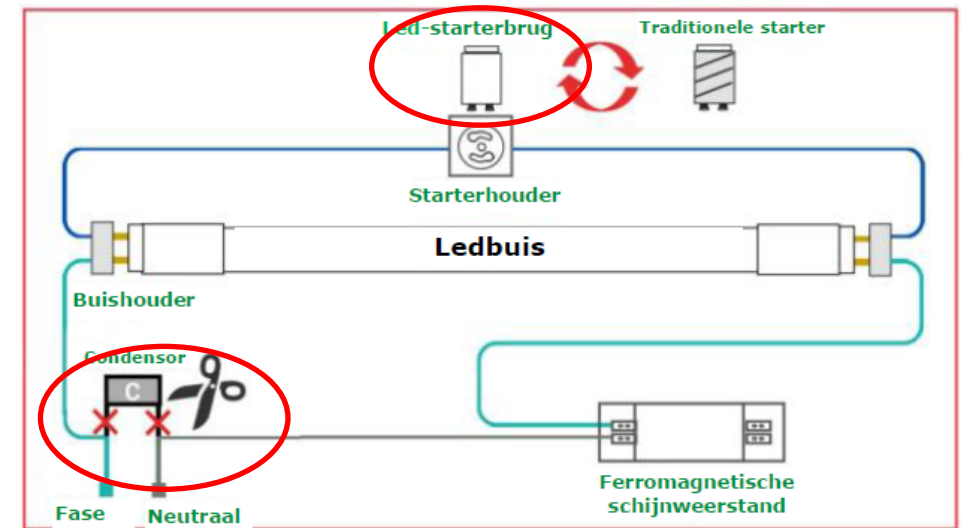 Led-starterbrug
Traditionele starter
Starterhouder
Ledbuis
Buishouder
Condensor
C
Ferromagnetische
schijnweerstand
Fase
Neutraal